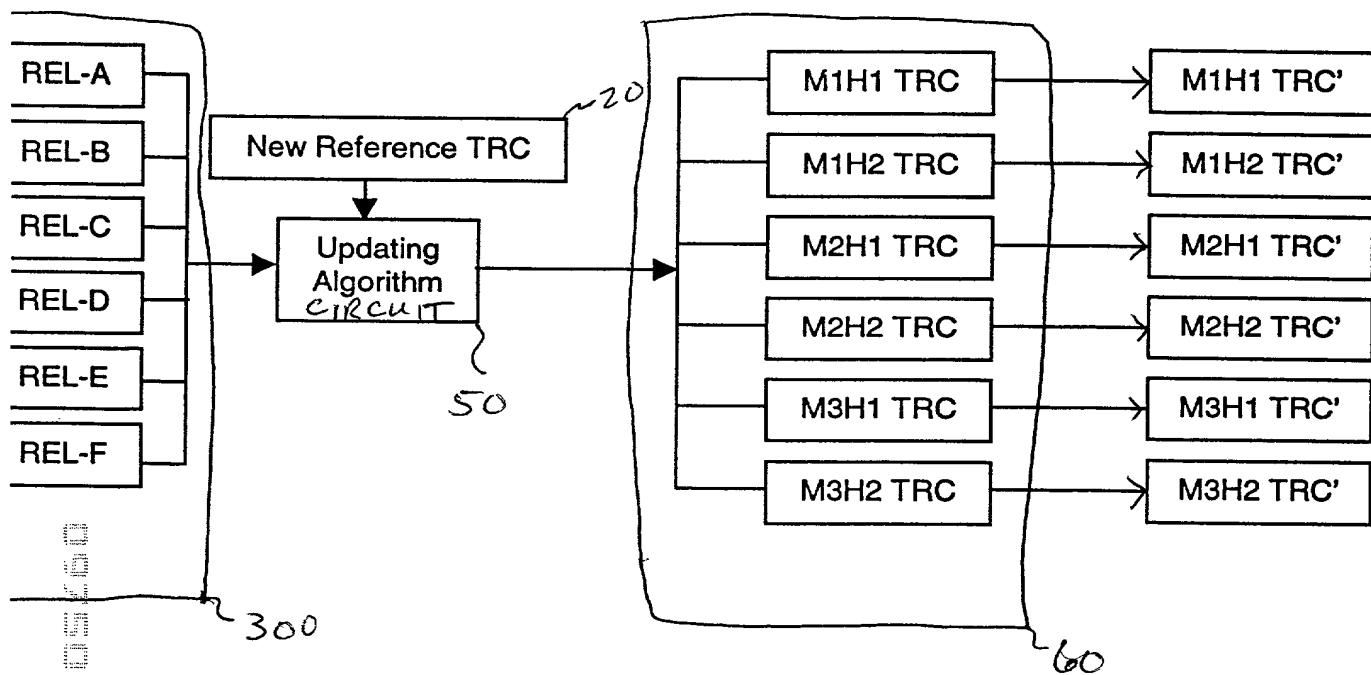 REL-A
REL-B
REL-C
REL-D
REL-E
REL-F
300
New Reference TRC
20
Updating
Algorithm
CIRCUIT
50
M1H1 TRC
M1H2 TRC
M2H1 TRC
M2H2 TRC
M3H1 TRC
M3H2 TRC
60
M1H1 TRC'
M1H2 TRC'
M2H1 TRC'
M2H2 TRC'
M3H1 TRC'
M3H2 TRC'